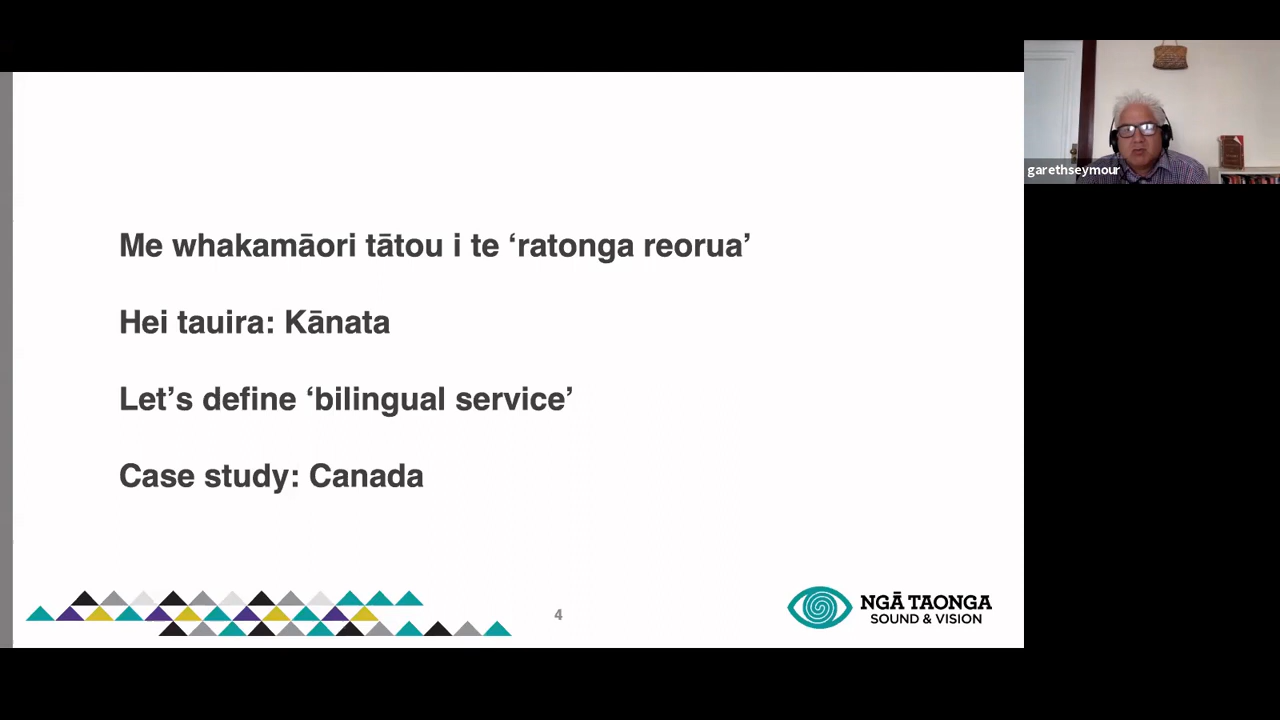 Me whakamāori tātou i te ‘ratonga reorua’
Hei tauira: Kānata
Let’s define ‘bilingual service’
Case study: Canada
4
NGĀ TAONGA
SOUND & VISION
garethseymour